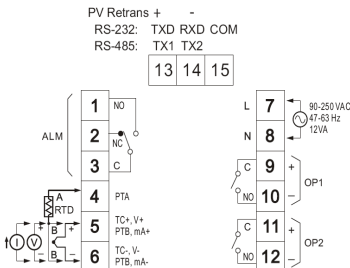 PV Retrans + -
RS-232: TXD RXD COM
RS-485: TX1 TX2
13 14 15
ALM
1 NO
2 NC
3 C
4 PTA
A
RTD
B
B
I V
+ + +
- - -
5 TC+, V+
PTB, mA+
6 TC-, V-
PTB, mA-
L 7
N 8
90-250 VAC
47-63 Hz
12VA
C 9 +
NO 10 -
OP1
C 11 +
NO 12 -
OP2